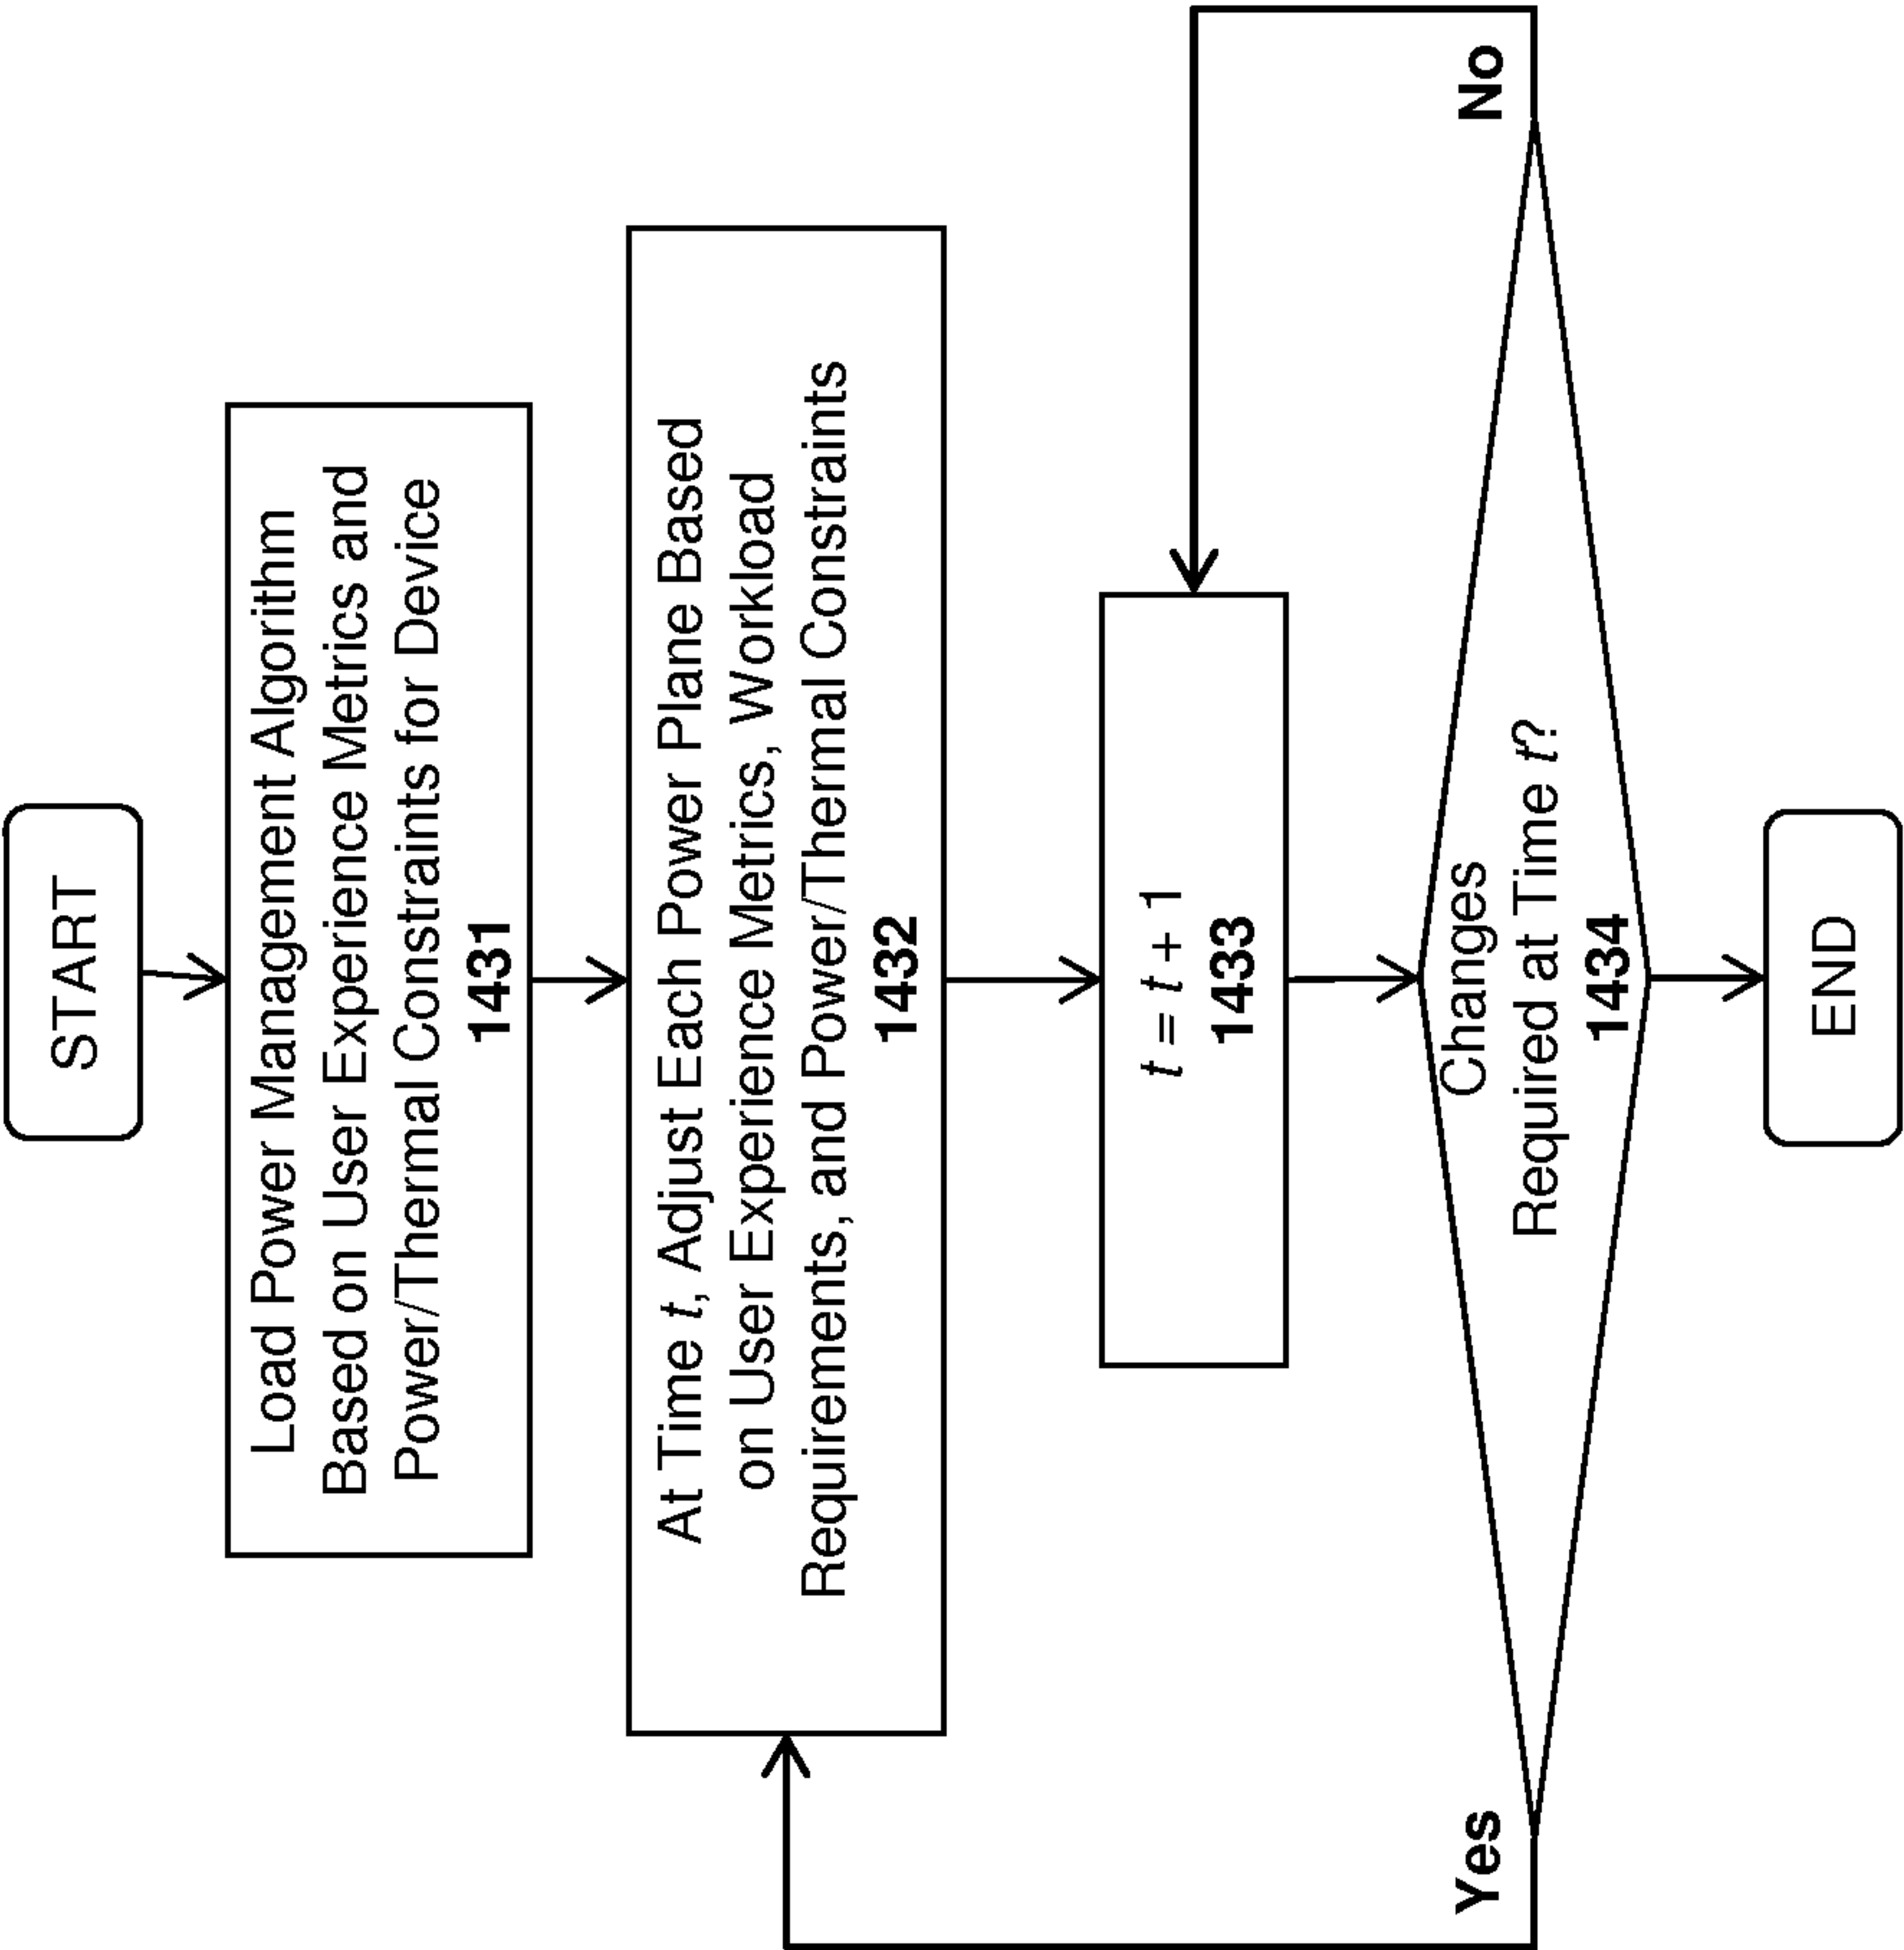 START
Load Power Management Algorithm
Based on User Experience Metrics and
Power/Thermal Constraints for Device
1431
At Time t, Adjust Each Power Plane Based
on User Experience Metrics, Workload
Requirements, and Power/Thermal Constraints
1432
t = t + 1
1433
Yes
No
Changes
Required at Time t?
1434
END